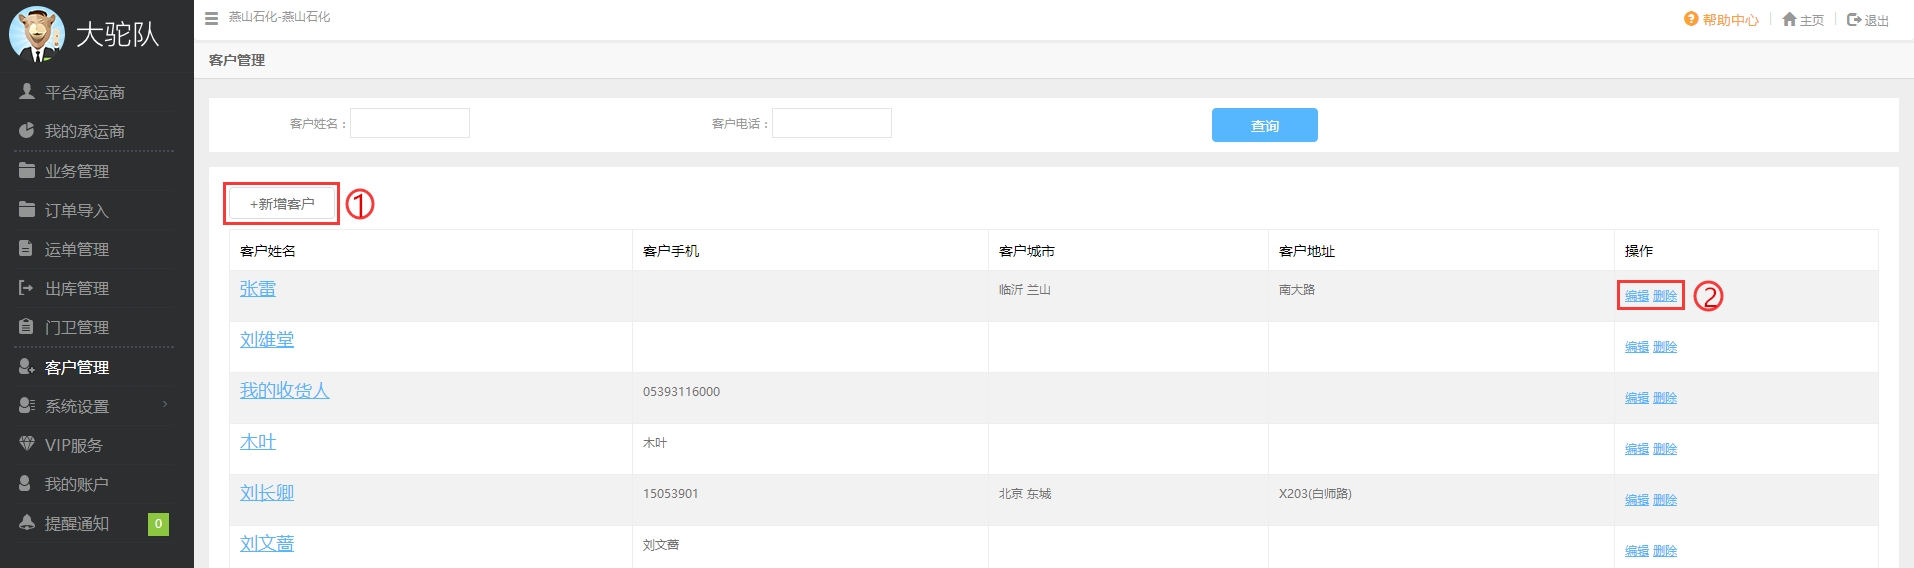 大驼队
燕山石化-燕山石化
帮助中心 主页 退出
平台承运商
我的承运商
业务管理
订单导入
运单管理
出库管理
门卫管理
客户管理
系统设置
VIP服务
我的账户
提醒通知 0
客户管理
客户姓名： 客户电话： 查询
+新增客户 ①
客户姓名 客户手机 客户城市 客户地址 操作
张雷 临沂 兰山 南大路 编辑 删除 ②
刘雄堂 编辑 删除
我的收货人 05393116000 编辑 删除
木叶 木叶 编辑 删除
刘长卿 15053901 北京 东城 X203(白师路) 编辑 删除
刘文蔷 刘文蔷 编辑 删除